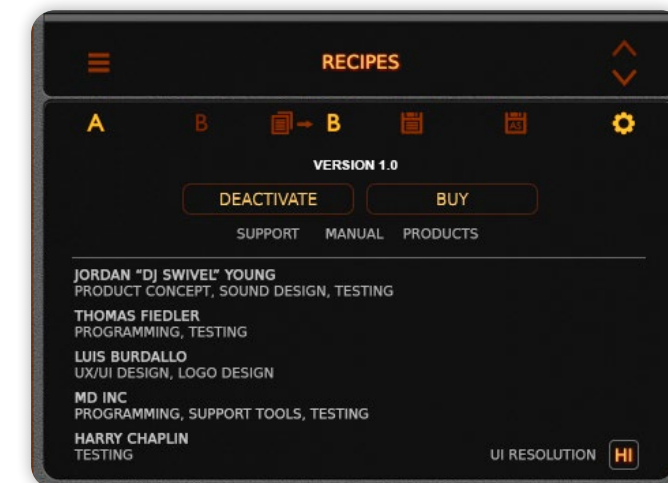 RECIPES
A B → B AS
VERSION 1.0
DEACTIVATE BUY
SUPPORT MANUAL PRODUCTS
JORDAN “DJ SWIVEL” YOUNG
PRODUCT CONCEPT, SOUND DESIGN, TESTING
THOMAS FIEDLER
PROGRAMMING, TESTING
LUIS BURDALLO
UX/UI DESIGN, LOGO DESIGN
MD INC
PROGRAMMING, SUPPORT TOOLS, TESTING
HARRY CHAPLIN
TESTING
UI RESOLUTION HI